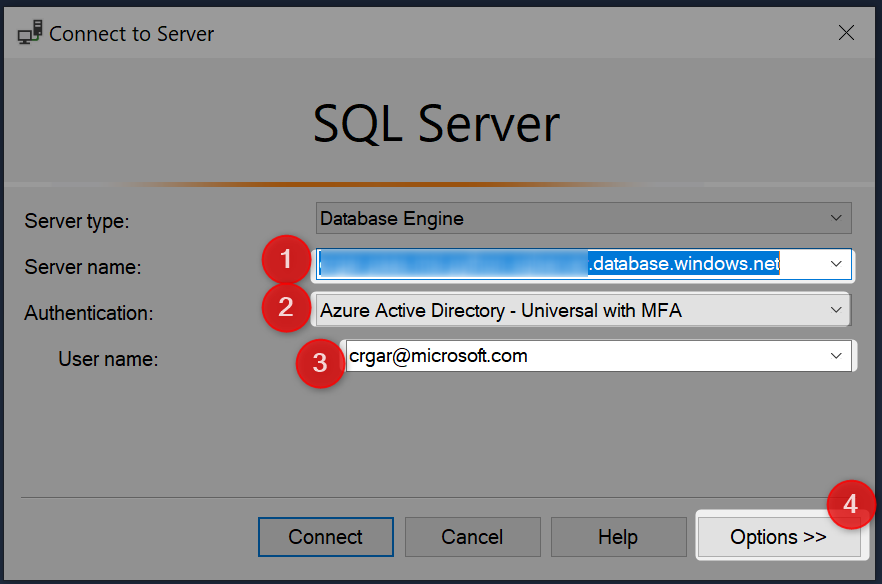 Connect to Server
SQL Server
Server type: Database Engine
1
Server name: .database.windows.net
2
Authentication: Azure Active Directory - Universal with MFA
3
User name: crgar@microsoft.com
4
Connect Cancel Help Options >>